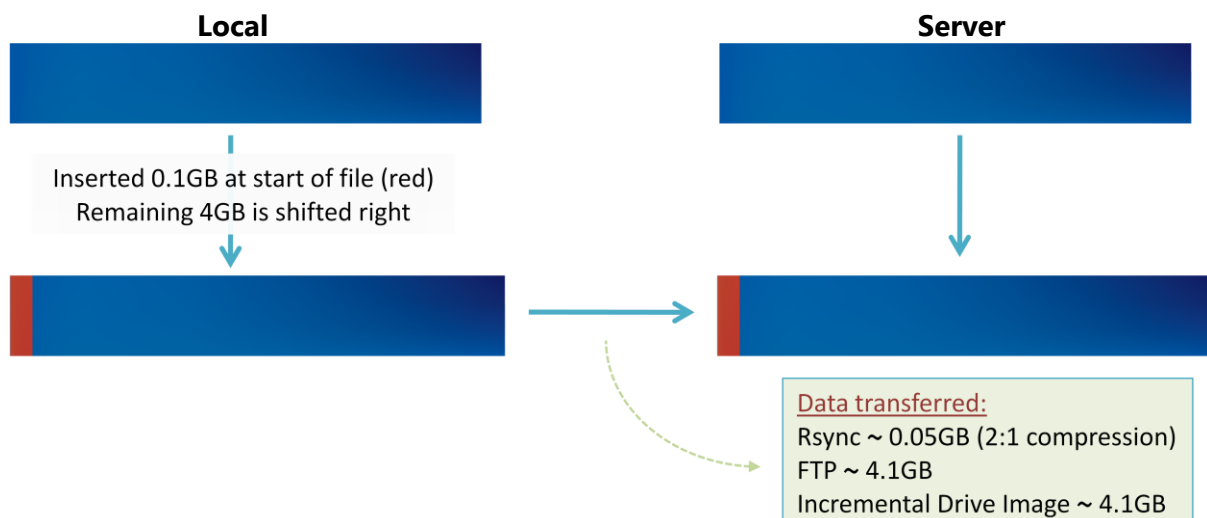 Local
Server
Inserted 0.1GB at start of file (red)
Remaining 4GB is shifted right
Data transferred:
Rsync ~ 0.05GB (2:1 compression)
FTP ~ 4.1GB
Incremental Drive Image ~ 4.1GB